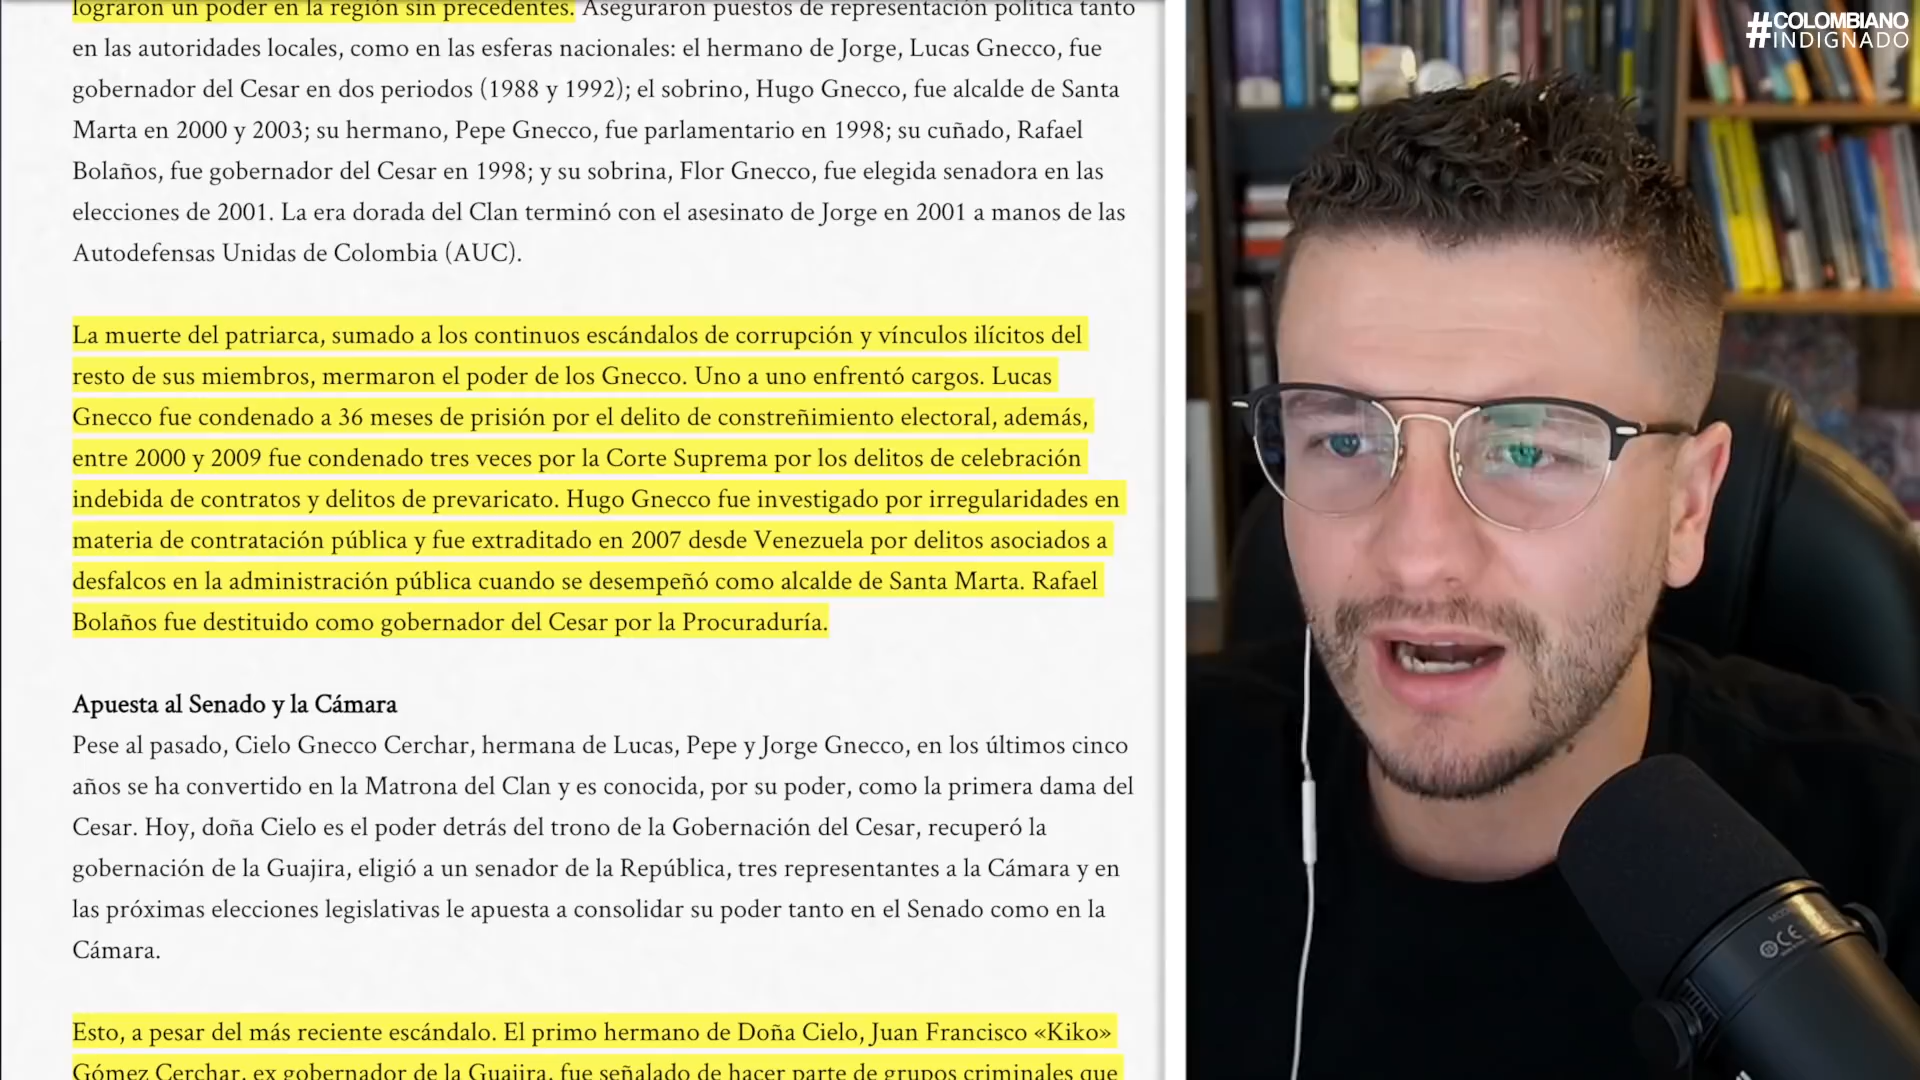 lograron un poder en la región sin precedentes. Aseguraron puestos de representación política tanto
en las autoridades locales, como en las esferas nacionales: el hermano de Jorge, Lucas Gnecco, fue
gobernador del Cesar en dos periodos (1988 y 1992); el sobrino, Hugo Gnecco, fue alcalde de Santa
Marta en 2000 y 2003; su hermano, Pepe Gnecco, fue parlamentario en 1998; su cuñado, Rafael
Bolaños, fue gobernador del Cesar en 1998; y su sobrina, Flor Gnecco, fue elegida senadora en las
elecciones de 2001. La era dorada del Clan terminó con el asesinato de Jorge en 2001 a manos de las
Autodefensas Unidas de Colombia (AUC).
La muerte del patriarca, sumado a los continuos escándalos de corrupción y vínculos ilícitos del
resto de sus miembros, mermaron el poder de los Gnecco. Uno a uno enfrentó cargos. Lucas
Gnecco fue condenado a 36 meses de prisión por el delito de constreñimiento electoral, además,
entre 2000 y 2009 fue condenado tres veces por la Corte Suprema por los delitos de celebración
indebida de contratos y delitos de prevaricato. Hugo Gnecco fue investigado por irregularidades en
materia de contratación pública y fue extraditado en 2007 desde Venezuela por delitos asociados a
desfalcos en la administración pública cuando se desempeñó como alcalde de Santa Marta. Rafael
Bolaños fue destituido como gobernador del Cesar por la Procuraduría.
Apuesta al Senado y la Cámara
Pese al pasado, Cielo Gnecco Cerchar, hermana de Lucas, Pepe y Jorge Gnecco, en los últimos cinco
años se ha convertido en la Matrona del Clan y es conocida, por su poder, como la primera dama del
Cesar. Hoy, doña Cielo es el poder detrás del trono de la Gobernación del Cesar, recuperó la
gobernación de la Guajira, eligió a un senador de la República, tres representantes a la Cámara y en
las próximas elecciones legislativas le apuesta a consolidar su poder tanto en el Senado como en la
Cámara.
Esto, a pesar del más reciente escándalo. El primo hermano de Doña Cielo, Juan Francisco «Kiko»
Gómez Cerchar, ex gobernador de la Guajira, fue señalado de hacer parte de grupos criminales que
#COLOMBIANO
INDIGNADO